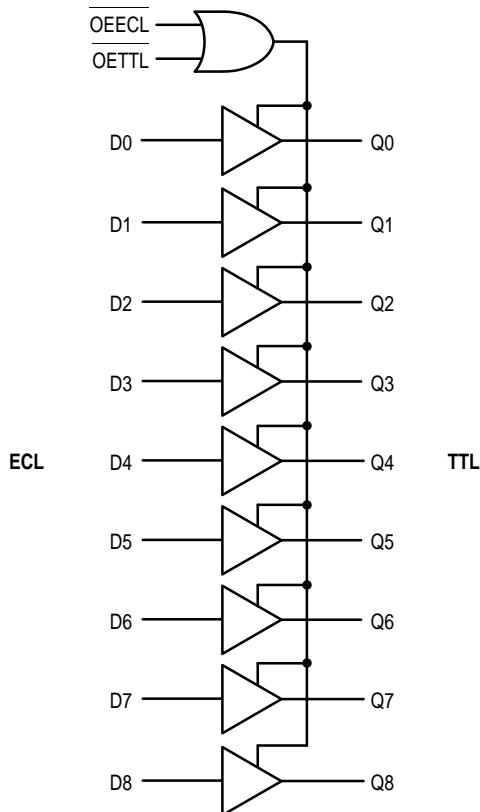 OEECL
OETTL
D0 Q0
D1 Q1
D2 Q2
D3 Q3
ECL D4 Q4 TTL
D5 Q5
D6 Q6
D7 Q7
D8 Q8